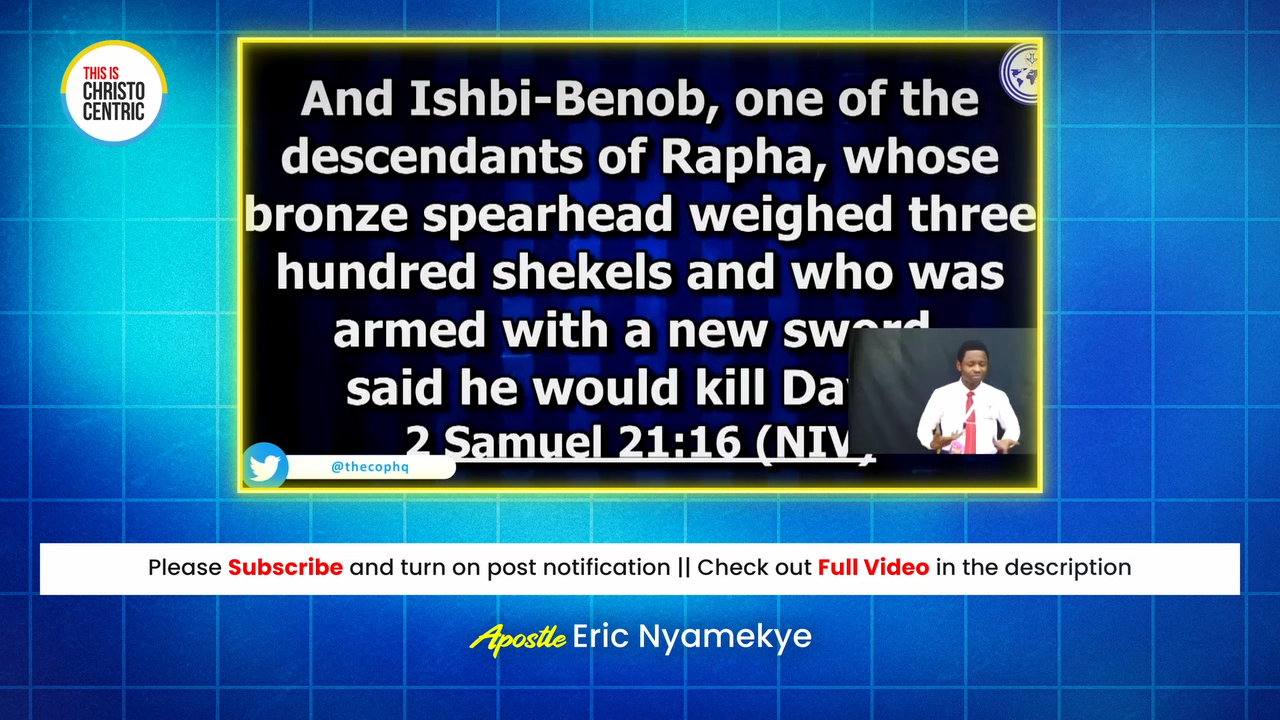 THIS IS
CHRISTO
CENTRIC
And Ishbi-Benob, one of the
descendants of Rapha, whose
bronze spearhead weighed three
hundred shekels and who was
armed with a new sword,
said he would kill
2 Samuel 21:16 (NIV)
@thecophq
Please Subscribe and turn on post notification || Check out Full Video in the description
Apostle Eric Nyamekye